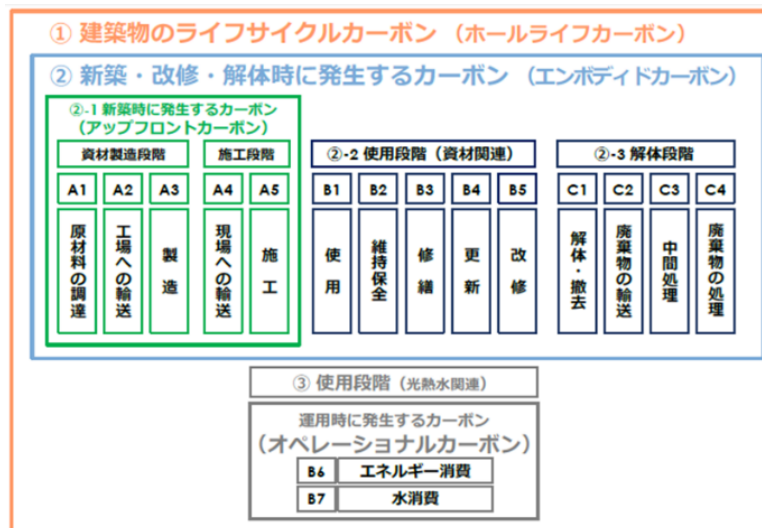 ① 建築物のライフサイクルカーボン（ホールライフカーボン）
② 新築・改修・解体時に発生するカーボン（エンボディドカーボン）
②-1 新築時に発生するカーボン
（アップフロントカーボン）
資材製造段階
施工段階
②-2 使用段階（資材関連）
②-3 解体段階
A1 A2 A3 A4 A5 B1 B2 B3 B4 B5 C1 C2 C3 C4
原材料の調達
工場への輸送
製造
現場への輸送
施工
使用
維持保全
修繕
更新
改修
解体・撤去
廃棄物の輸送
中間処理
廃棄物の処理
③ 使用段階（光熱水関連）
運用時に発生するカーボン
（オペレーショナルカーボン）
B6 エネルギー消費
B7 水消費